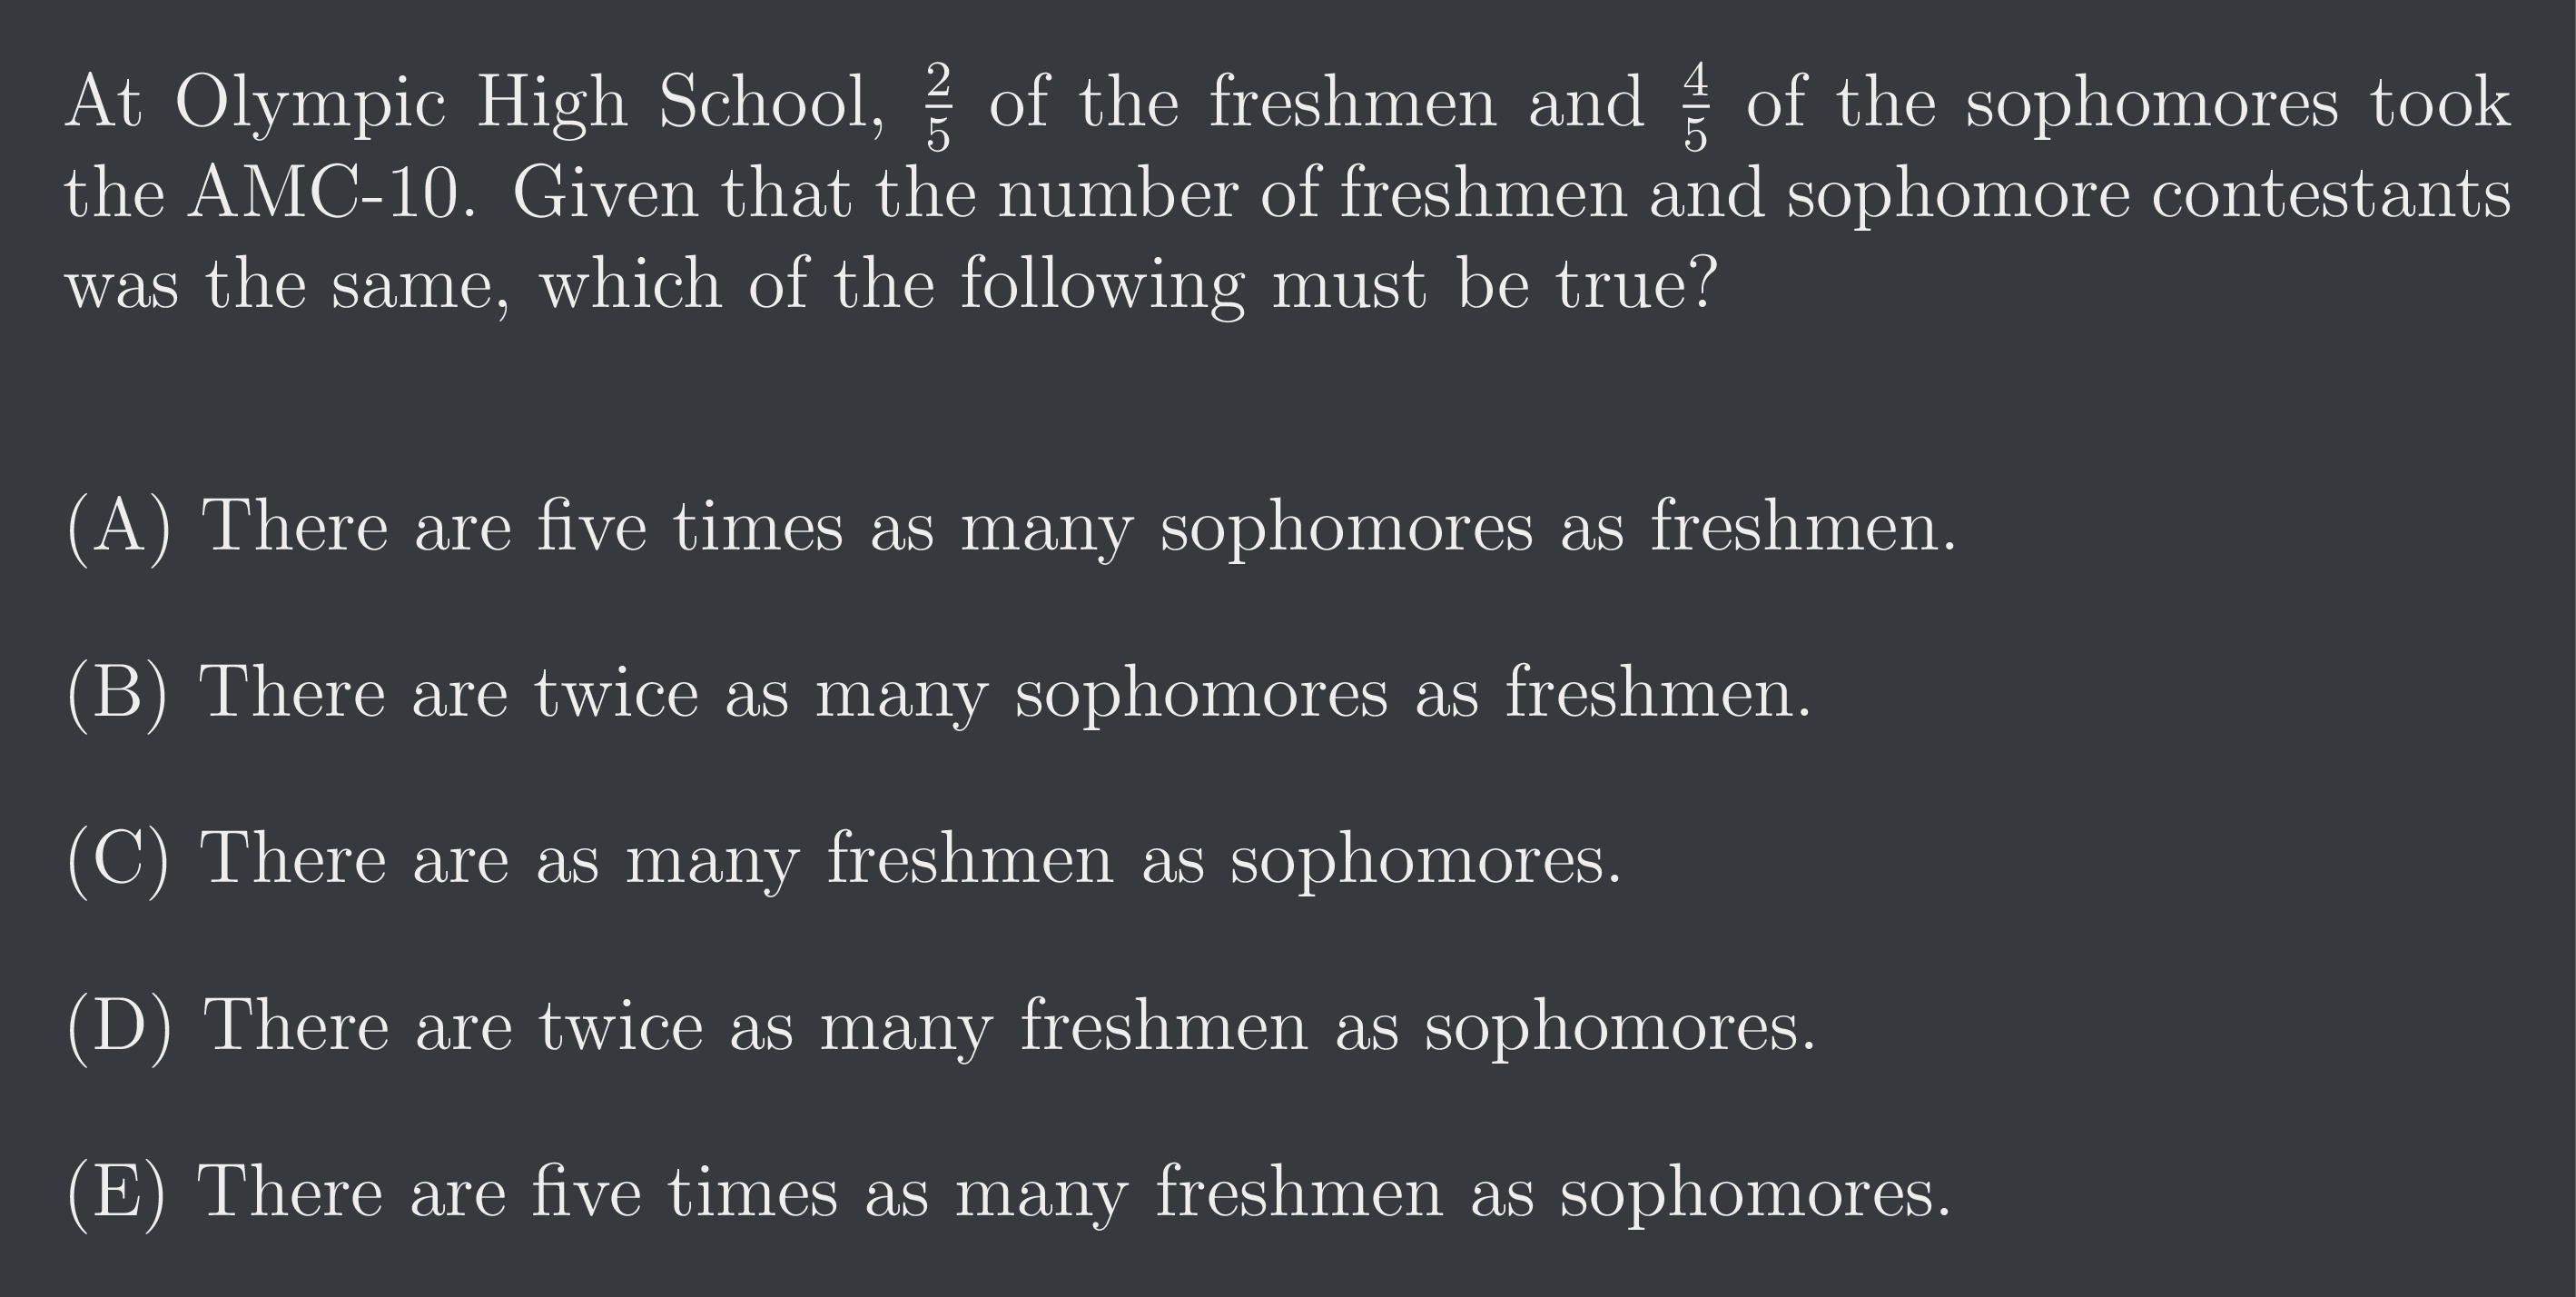 At Olympic High School, 2/5 of the freshmen and 4/5 of the sophomores took
the AMC-10. Given that the number of freshmen and sophomore contestants
was the same, which of the following must be true?
(A) There are five times as many sophomores as freshmen.
(B) There are twice as many sophomores as freshmen.
(C) There are as many freshmen as sophomores.
(D) There are twice as many freshmen as sophomores.
(E) There are five times as many freshmen as sophomores.